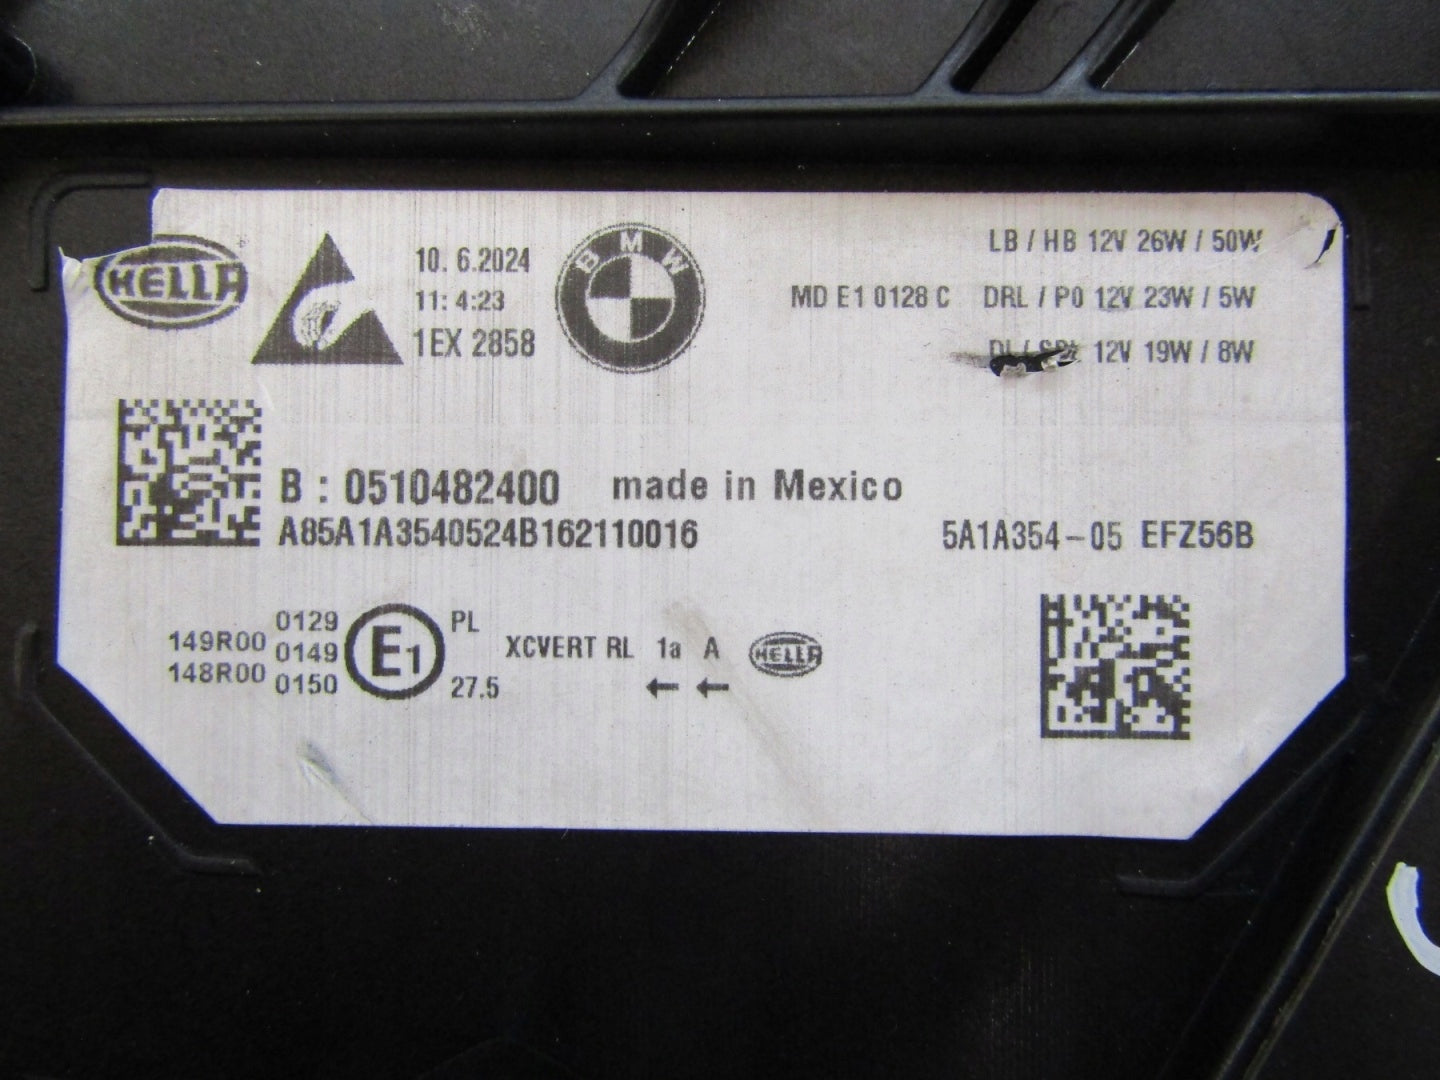 HELLA
10. 6.2024
11: 4:23
1EX 2858
BMW
LB / HB 12V 26W / 50W
MD E1 0128 C DRL / PO 12V 23W / 5W
12V 19W / 8W
B : 0510482400 made in Mexico
A85A1A3540524B162110016
5A1A354-05 EFZ56B
149R00 0129
0149
148R00 0150
E1
PL
27.5
XCVERT RL 1a A
← ←
HELLA